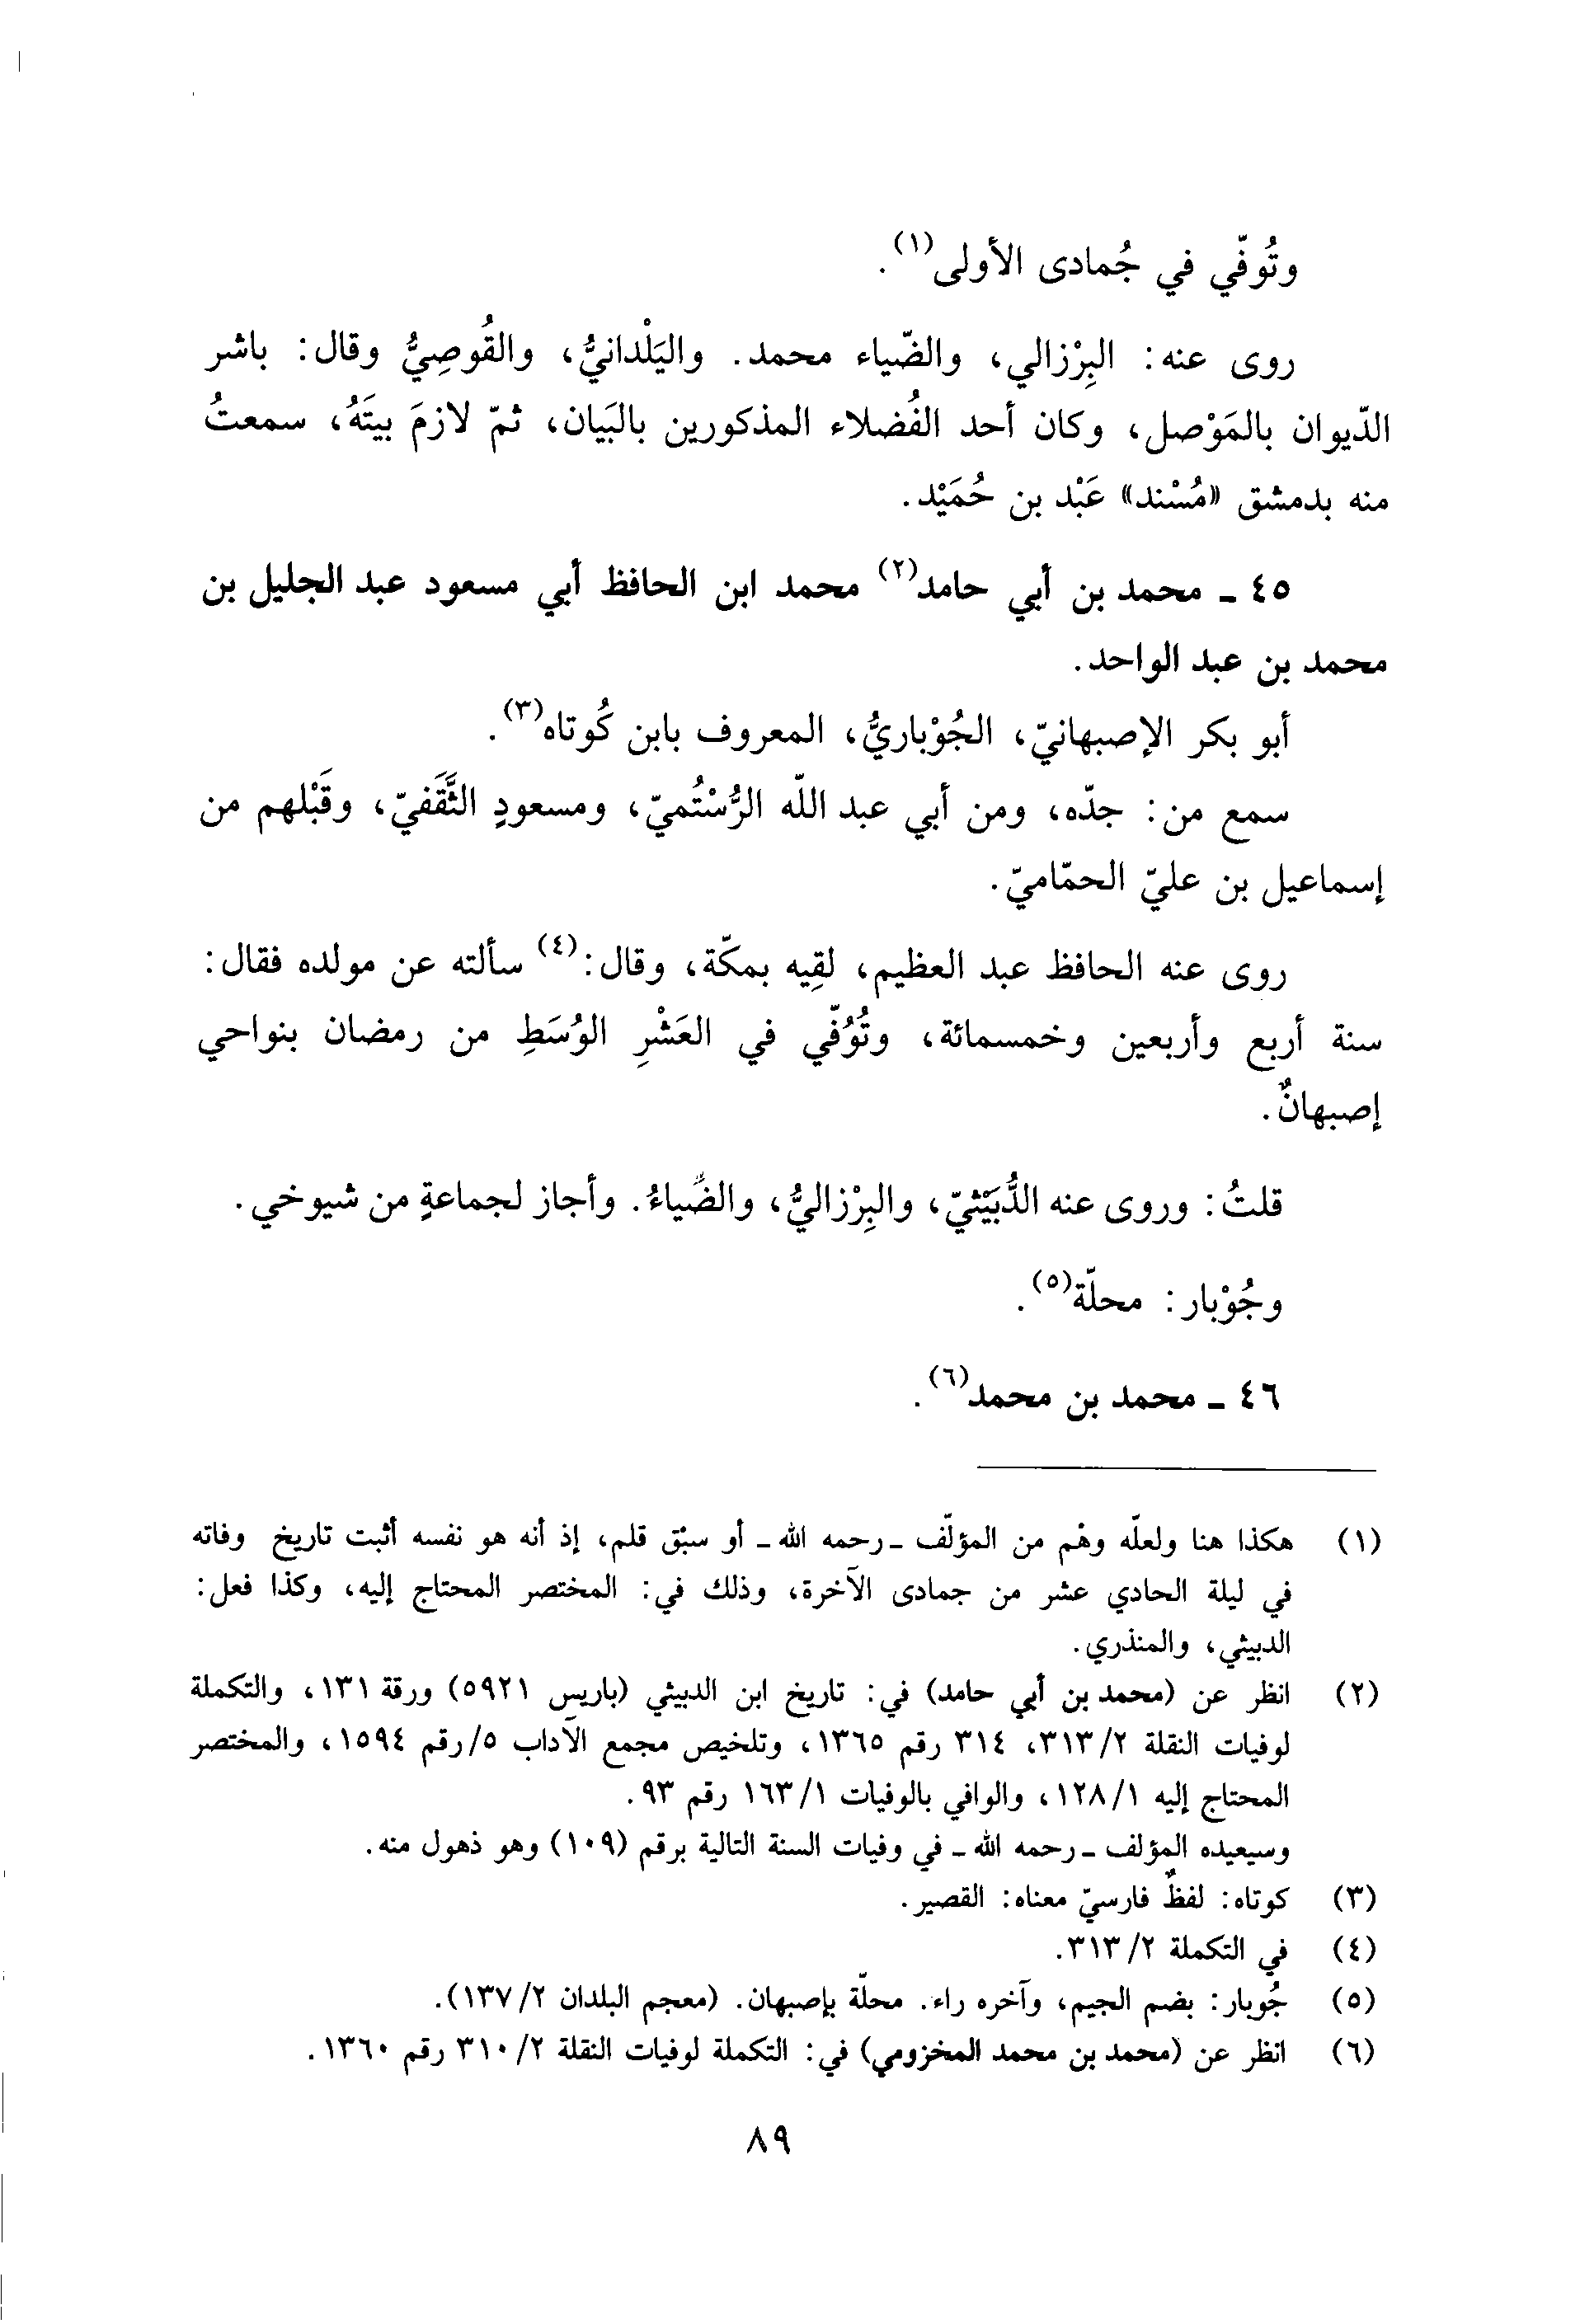 وتُوفّي في جُمادى الأولى(١).
روى عنه: البِرْزالي، والضّياء محمد. واليَلْدانيُّ، والقُوصِيُّ وقال: باشر
الدّيوان بالمَوْصل، وكان أحد الفُضلاء المذكورين بالبَيان، ثمّ لازمَ بيتَهُ، سمعتُ
منه بدمشق «مُسْند» عَبْد بن حُمَيْد.
٤٥ ـ محمد بن أبي حامد(٢) محمد ابن الحافظ أبي مسعود عبد الجليل بن
محمد بن عبد الواحد.
أبو بكر الإصبهانيّ، الجُوْباريُّ، المعروف بابن كُوتاه(٣).
سمع من: جدّه، ومن أبي عبد اللّه الرُّسْتُميّ، ومسعودٍ الثَّقَفيّ، وقَبْلهم من
إسماعيل بن عليّ الحمّاميّ.
روى عنه الحافظ عبد العظيم، لقِيه بمكّة، وقال:(٤) سألته عن مولده فقال:
سنة أربع وأربعين وخمسمائة، وتُوُفّي في العَشْرِ الوُسَطِ من رمضان بنواحي
إصبهانٌ.
قلتُ: وروى عنه الدُّبَيْثيّ، والبِرْزاليُّ، والضّياءُ. وأجاز لجماعةٍ من شيوخي.
وجُوْبار: محلّة(٥).
٤٦ ـ محمد بن محمد(٦).
(١) هكذا هنا ولعلّه وهْم من المؤلّف ـ رحمه الله ـ أو سبْق قلم، إذ أنه هو نفسه أثبت تاريخ وفاته
في ليلة الحادي عشر من جمادى الآخرة، وذلك في: المختصر المحتاج إليه، وكذا فعل:
الدبيثي، والمنذري.
(٢) انظر عن (محمد بن أبي حامد) في: تاريخ ابن الدبيثي (باريس ٥٩٢١) ورقة ١٣١، والتكملة
لوفيات النقلة ٢/ ٣١٣، ٣١٤ رقم ١٣٦٥، وتلخيص مجمع الآداب ٥/رقم ١٥٩٤، والمختصر
المحتاج إليه ١/ ١٢٨، والوافي بالوفيات ١/ ١٦٣ رقم ٩٣.
وسيعيده المؤلف ـ رحمه الله ـ في وفيات السنة التالية برقم (١٠٩) وهو ذهول منه.
(٣) كوتاه: لفظٌ فارسيّ معناه: القصير.
(٤) في التكملة ٢/ ٣١٣.
(٥) جُوبار: بضم الجيم، وآخره راء. محلّة بإصبهان. (معجم البلدان ٢/ ١٣٧).
(٦) انظر عن (محمد بن محمد المخزومي) في: التكملة لوفيات النقلة ٢/ ٣١٠ رقم ١٣٦٠.
٨٩